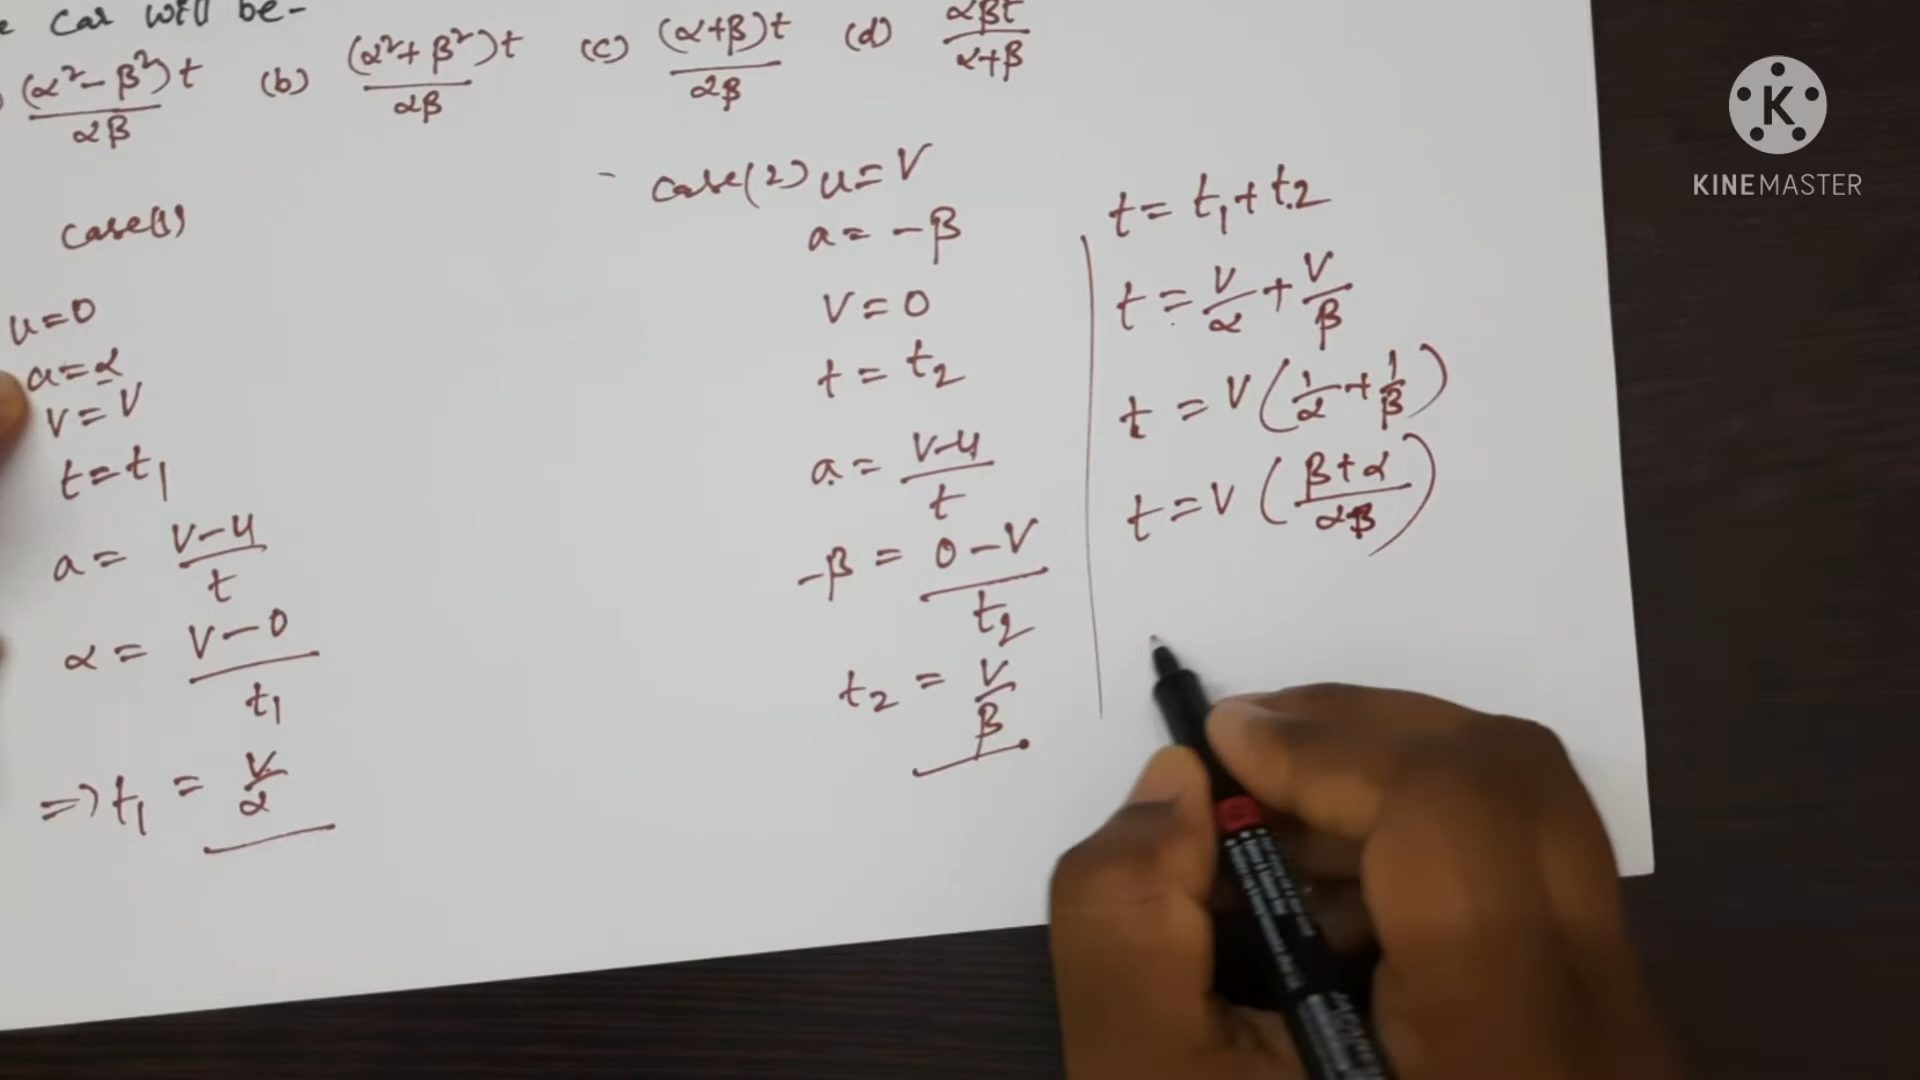 Car will be-
(α²-β²)t/αβ (b) (α²+β²)t/αβ (c) (α+β)t/αβ (d) αβt/α+β
case(1)
u=0
a=α
v=V
t=t₁
a= v-u/t
α = V-0/t₁
=> t₁ = V/α
case(2) u=V
a= -β
V=0
t = t₂
a= v-u/t
-β = 0-V/t₂
t₂ = V/β
t= t₁+t₂
t= V/α + V/β
t = V(1/α+1/β)
t=V (β+α/αβ)
K
KINEMASTER